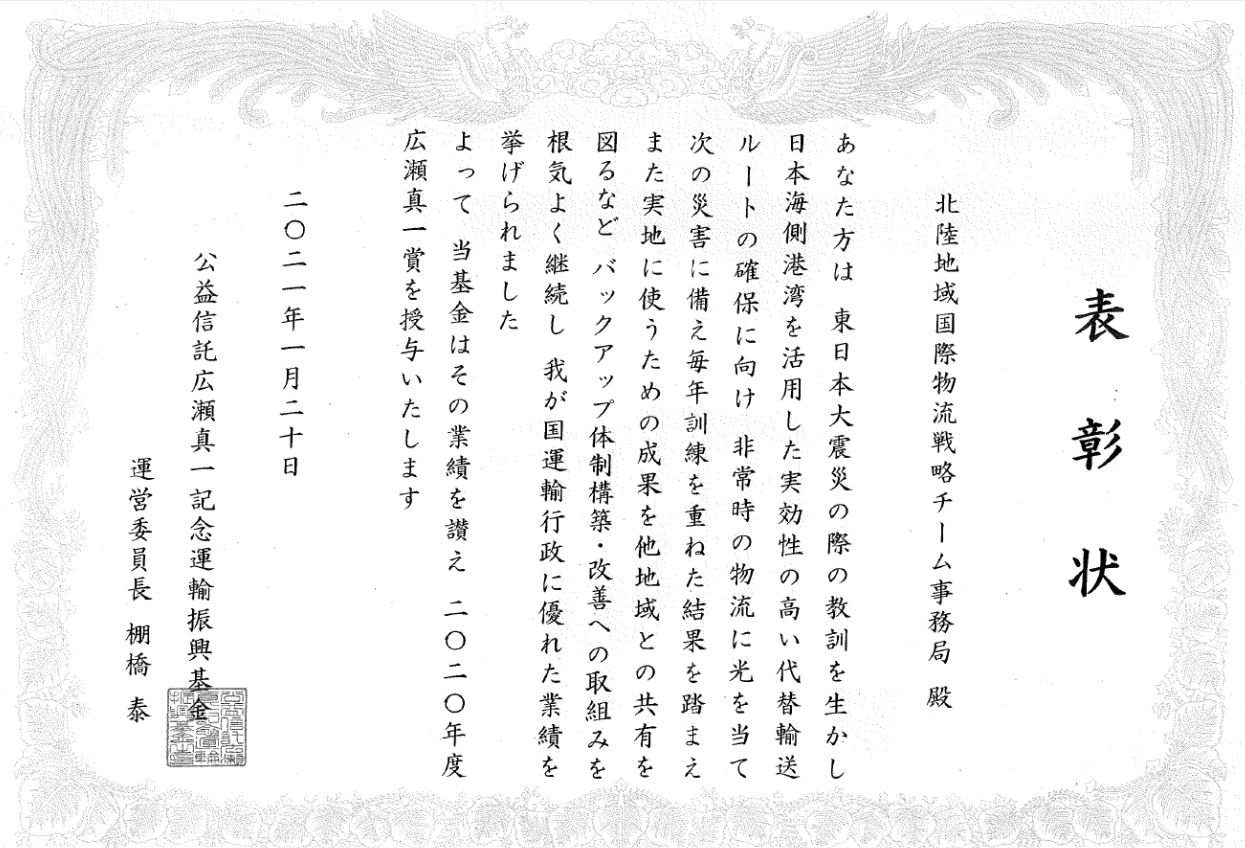 表彰状
北陸地域国際物流戦略チーム事務局 殿
あなた方は 東日本大震災の際の教訓を生かし
日本海側港湾を活用した実効性の高い代替輸送
ルートの確保に向け 非常時の物流に光を当て
次の災害に備え毎年訓練を重ねた結果を踏まえ
また実地に使うための成果を他地域との共有を
図るなど バックアップ体制構築・改善への取組みを
根気よく継続し 我が国運輸行政に優れた業績を
挙げられました
よって 当基金はその業績を讃え 二〇二〇年度
広瀬真一賞を授与いたします
二〇二一年一月二十日
公益信託広瀬真一記念運輸振興基金
運営委員長 棚橋 泰